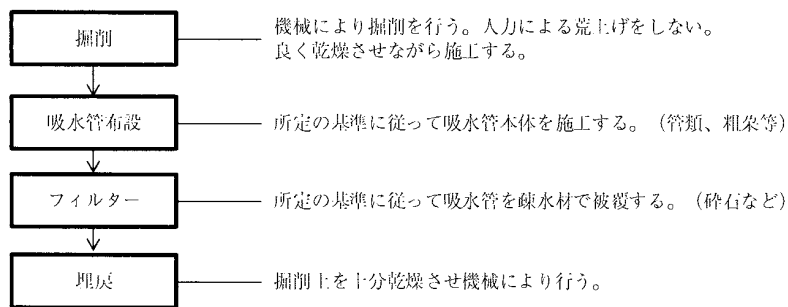 掘削
機械により掘削を行う。人力による荒上げをしない。
良く乾燥させながら施工する。
吸水管布設
所定の基準に従って吸水管本体を施工する。（管類、粗朶等）
フィルター
所定の基準に従って吸水管を疎水材で被覆する。（砕石など）
埋戻
掘削土を十分乾燥させ機械により行う。